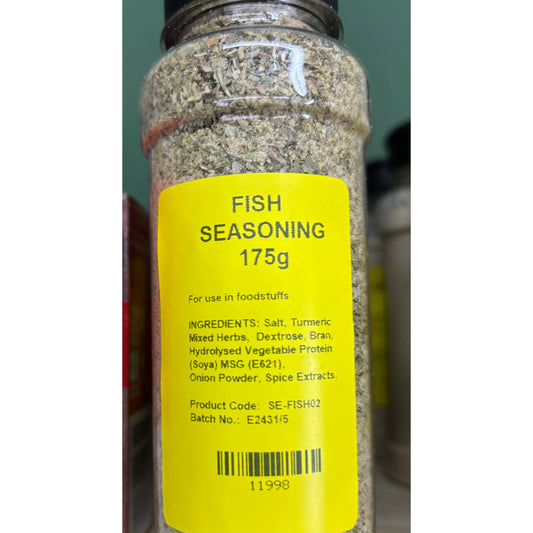 FISH
SEASONING
175g
For use in foodstuffs
INGREDIENTS: Salt, Turmeric
Mixed Herbs, Dextrose, Bran,
Hydrolysed Vegetable Protein
(Soya) MSG (E621),
Onion Powder, Spice Extracts.
Product Code: SE-FISH02
Batch No.: E2431/5
11998